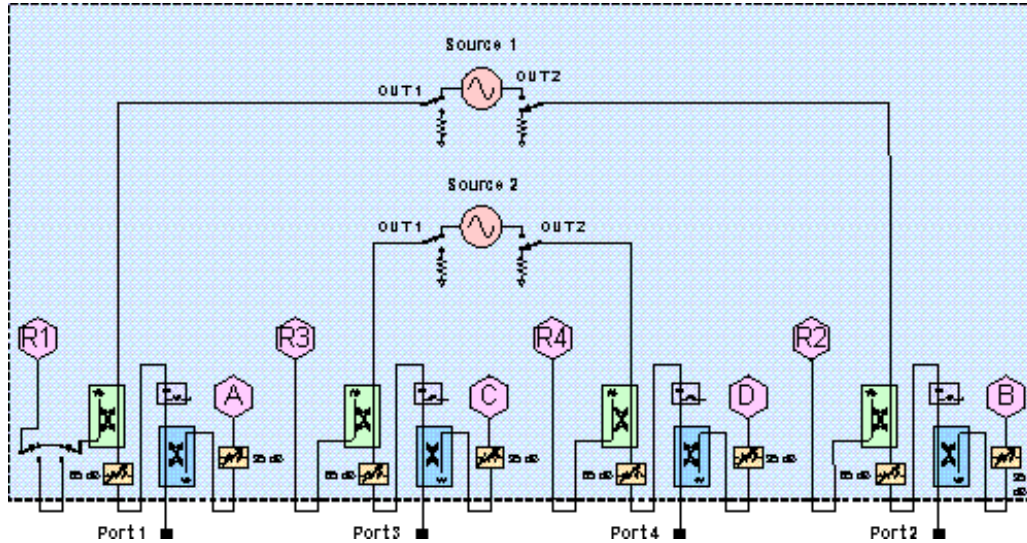 Source 1
OUT1
OUT2
Source 2
OUT1
OUT2
R1
R3
R4
R2
A
C
D
B
Port1
Port3
Port4
Port2